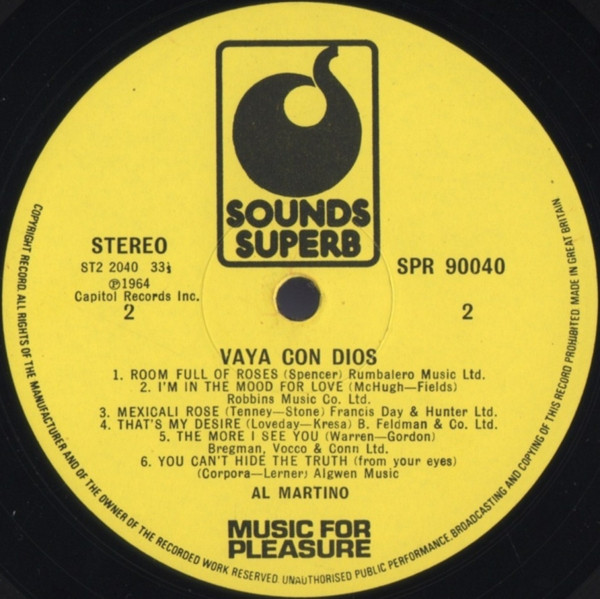 SOUNDS
SUPERB
STEREO
ST2 2040 33⅓
℗1964
Capitol Records Inc.
2
SPR 90040
2
VAYA CON DIOS
1. ROOM FULL OF ROSES (Spencer) Rumbalero Music Ltd.
2. I'M IN THE MOOD FOR LOVE (McHugh—Fields)
Robbins Music Co. Ltd.
3. MEXICALI ROSE (Tenney—Stone) Francis Day & Hunter Ltd.
4. THAT'S MY DESIRE (Loveday—Kresa) B. Feldman & Co. Ltd.
5. THE MORE I SEE YOU (Warren—Gordon)
Bregman, Vocco & Conn Ltd.
6. YOU CAN'T HIDE THE TRUTH (from your eyes)
(Corpora—Lerner) Algwen Music
AL MARTINO
MUSIC FOR
PLEASURE
COPYRIGHT RECORD. ALL RIGHTS OF THE MANUFACTURER AND OF THE OWNER OF THE RECORDED WORK RESERVED. UNAUTHORISED PUBLIC PERFORMANCE. BROADCASTING AND COPYING OF THIS RECORD PROHIBITED MADE IN GREAT BRITAIN